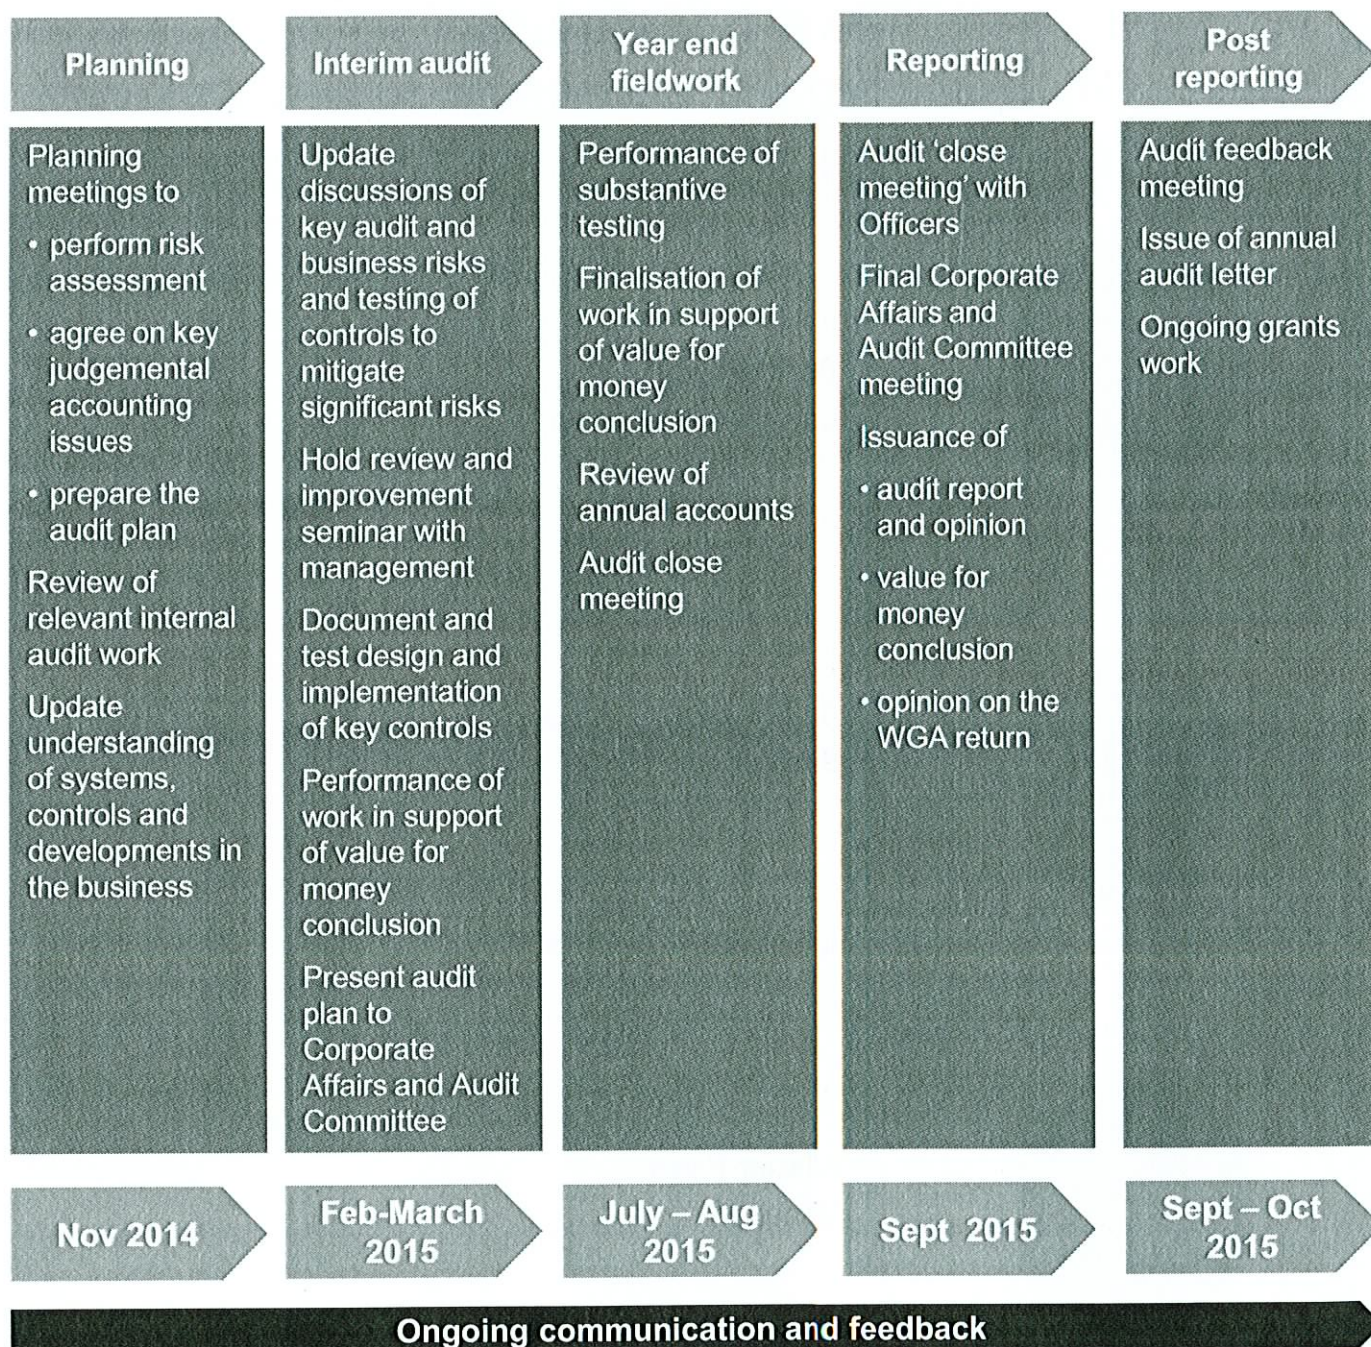 Planning
Interim audit
Year end
fieldwork
Reporting
Post
reporting
Planning
meetings to
• perform risk
assessment
• agree on key
judgemental
accounting
issues
• prepare the
audit plan
Review of
relevant internal
audit work
Update
understanding
of systems,
controls and
developments in
the business
Update
discussions of
key audit and
business risks
and testing of
controls to
mitigate
significant risks
Hold review and
improvement
seminar with
management
Document and
test design and
implementation
of key controls
Performance of
work in support
of value for
money
conclusion
Present audit
plan to
Corporate
Affairs and Audit
Committee
Performance of
substantive
testing
Finalisation of
work in support
of value for
money
conclusion
Review of
annual accounts
Audit close
meeting
Audit ‘close
meeting’ with
Officers
Final Corporate
Affairs and
Audit Committee
meeting
Issuance of
• audit report
and opinion
• value for
money
conclusion
• opinion on the
WGA return
Audit feedback
meeting
Issue of annual
audit letter
Ongoing grants
work
Nov 2014
Feb-March
2015
July – Aug
2015
Sept 2015
Sept – Oct
2015
Ongoing communication and feedback